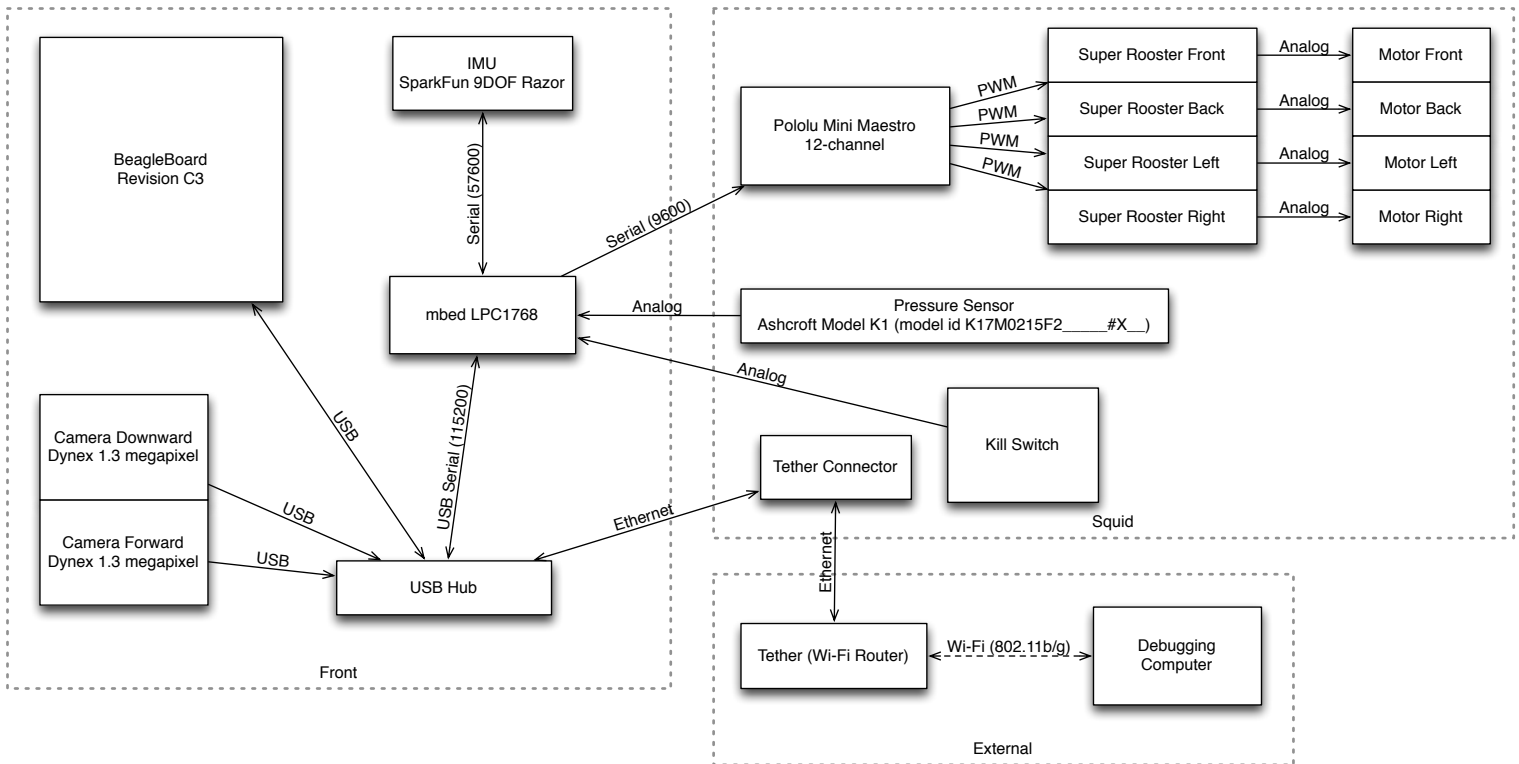 BeagleBoard
Revision C3
IMU
SparkFun 9DOF Razor
Serial (57600)
Serial (9600)
mbed LPC1768
USB
USB Serial (115200)
Camera Downward
Dynex 1.3 megapixel
Camera Forward
Dynex 1.3 megapixel
USB
USB
USB Hub
Ethernet
Front
Pololu Mini Maestro
12-channel
PWM
PWM
PWM
PWM
Super Rooster Front
Super Rooster Back
Super Rooster Left
Super Rooster Right
Analog
Analog
Analog
Analog
Motor Front
Motor Back
Motor Left
Motor Right
Analog
Pressure Sensor
Ashcroft Model K1 (model id K17M0215F2_____#X__)
Analog
Kill Switch
Tether Connector
Squid
Ethernet
Tether (Wi-Fi Router)
Wi-Fi (802.11b/g)
Debugging
Computer
External